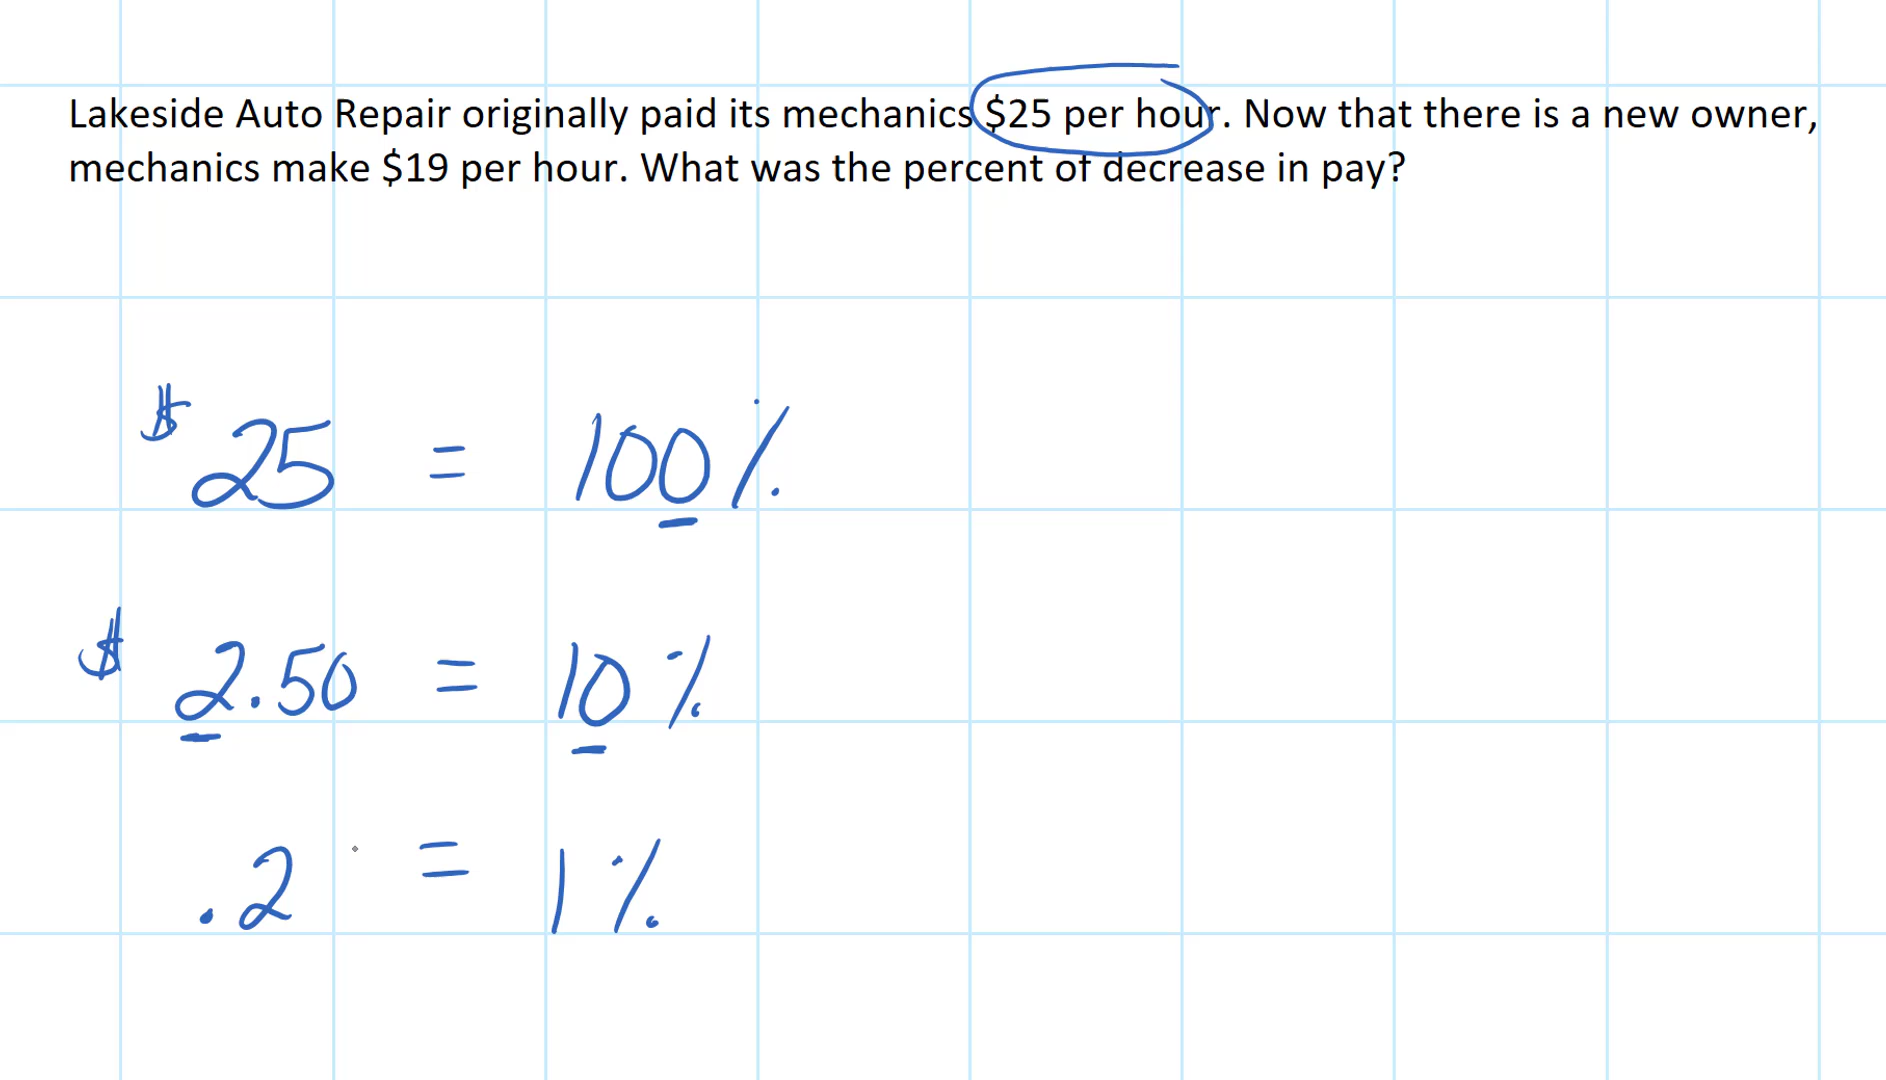 Lakeside Auto Repair originally paid its mechanics $25 per hour. Now that there is a new owner,
mechanics make $19 per hour. What was the percent of decrease in pay?
$25 = 100%
$2.50 = 10%
.2 = 1%